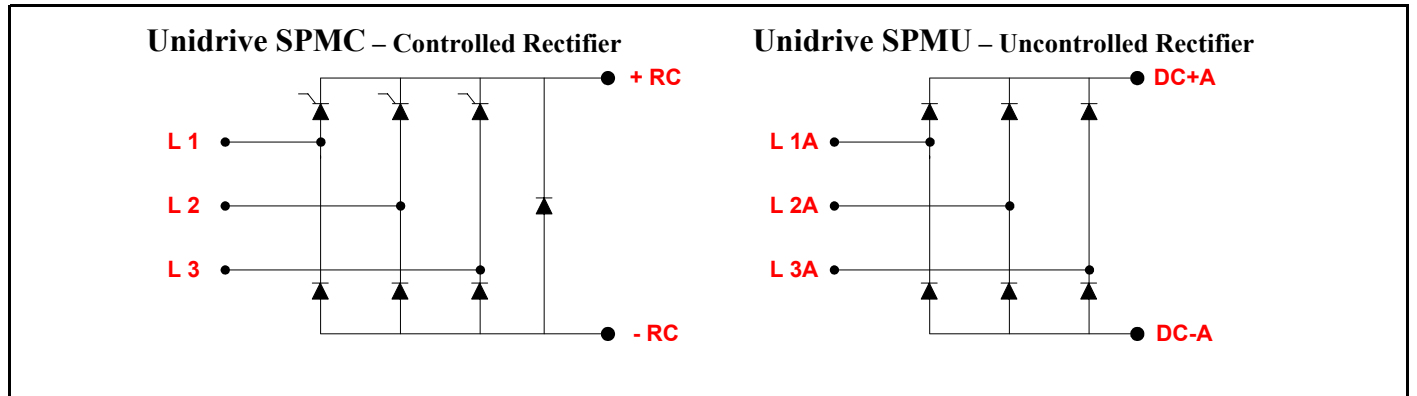 Unidrive SPMC – Controlled Rectifier
+ RC
L 1
L 2
L 3
- RC
Unidrive SPMU – Uncontrolled Rectifier
DC+A
L 1A
L 2A
L 3A
DC-A